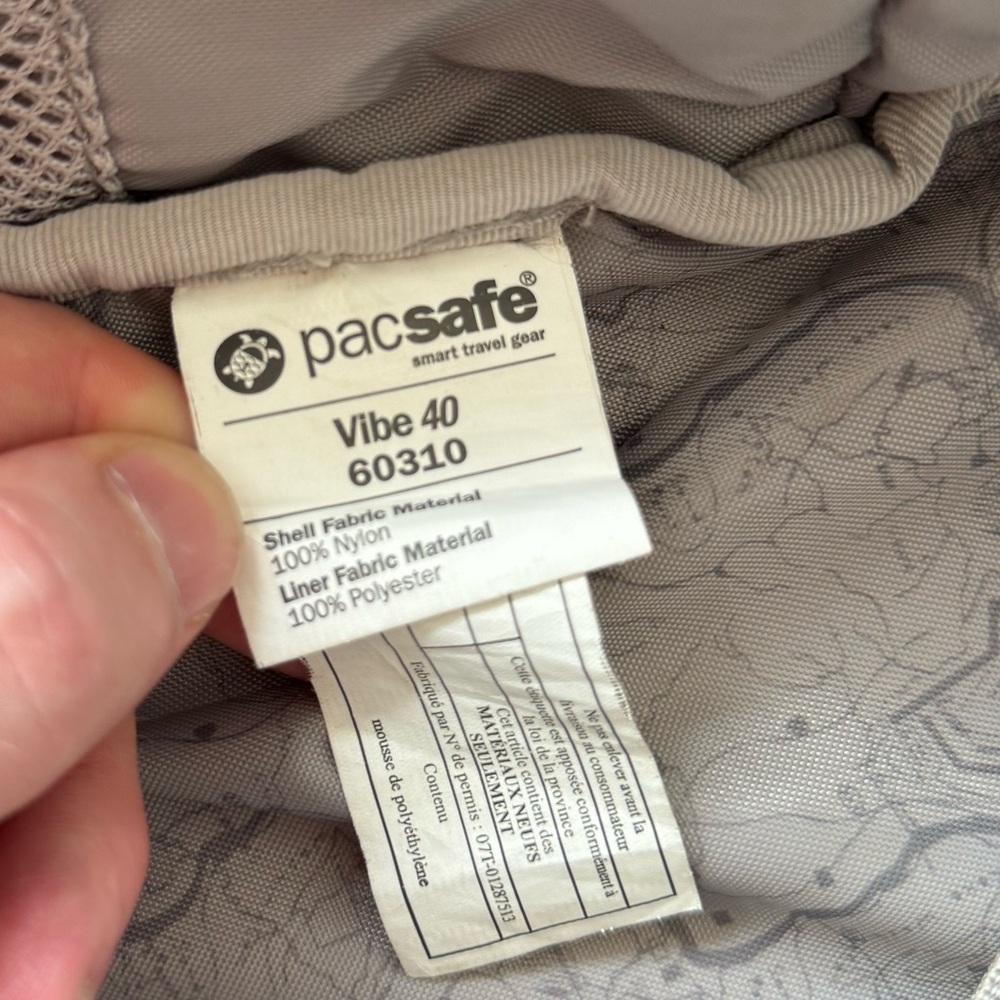 pacsafe®
smart travel gear
Vibe 40
60310
Shell Fabric Material
100% Nylon
Liner Fabric Material
100% Polyester
Ne pas enlever avant la
livraison au consommateur
Cette étiquette est apposée conformément à
la loi de la province
Cet article contient des
MATÉRIAUX NEUFS
SEULEMENT
Fabriqué par N° de permis : 07T-01287513
Contenu
mousse de polyéthylène